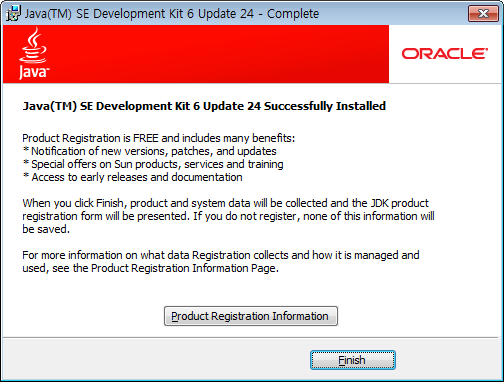 Java(TM) SE Development Kit 6 Update 24 - Complete
Java
ORACLE
Java(TM) SE Development Kit 6 Update 24 Successfully Installed
Product Registration is FREE and includes many benefits:
* Notification of new versions, patches, and updates
* Special offers on Sun products, services and training
* Access to early releases and documentation
When you click Finish, product and system data will be collected and the JDK product
registration form will be presented. If you do not register, none of this information will
be saved.
For more information on what data Registration collects and how it is managed and
used, see the Product Registration Information Page.
Product Registration Information
Finish